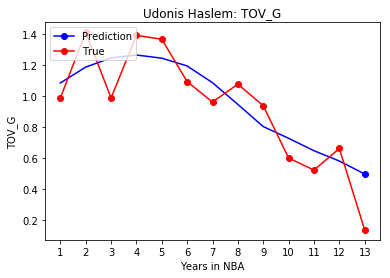 Udonis Haslem: TOV_G
Prediction
True
1.4
1.2
1.0
0.8
0.6
0.4
0.2
TOV_G
1 2 3 4 5 6 7 8 9 10 11 12 13
Years in NBA